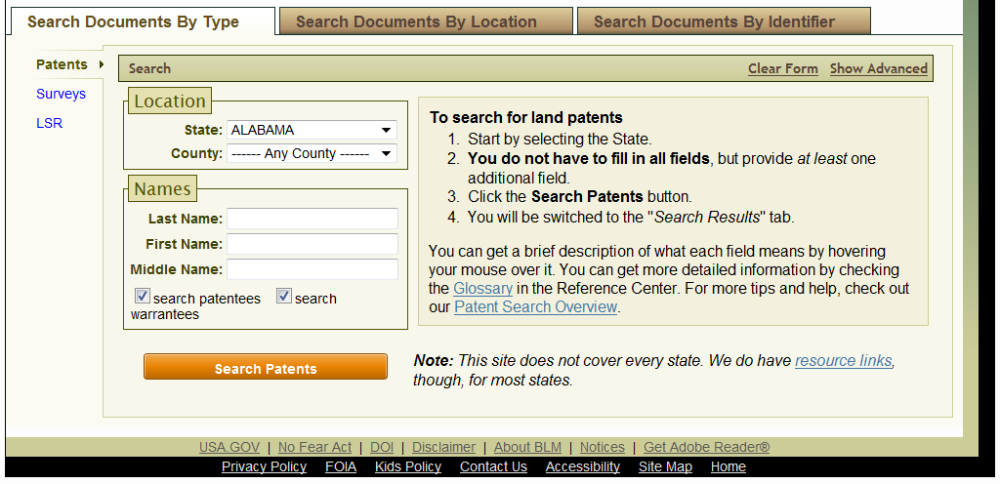 Search Documents By Type
Search Documents By Location
Search Documents By Identifier
Patents
Surveys
LSR
Search
Clear Form Show Advanced
Location
State: ALABAMA
County: ------ Any County ------
Names
Last Name:
First Name:
Middle Name:
search patentees search
warrantees
Search Patents
To search for land patents
1. Start by selecting the State.
2. You do not have to fill in all fields, but provide at least one
additional field.
3. Click the Search Patents button.
4. You will be switched to the "Search Results" tab.
You can get a brief description of what each field means by hovering
your mouse over it. You can get more detailed information by checking
the Glossary in the Reference Center. For more tips and help, check out
our Patent Search Overview.
Note: This site does not cover every state. We do have resource links,
though, for most states.
USA.GOV | No Fear Act | DOI | Disclaimer | About BLM | Notices | Get Adobe Reader®
Privacy Policy FOIA Kids Policy Contact Us Accessibility Site Map Home